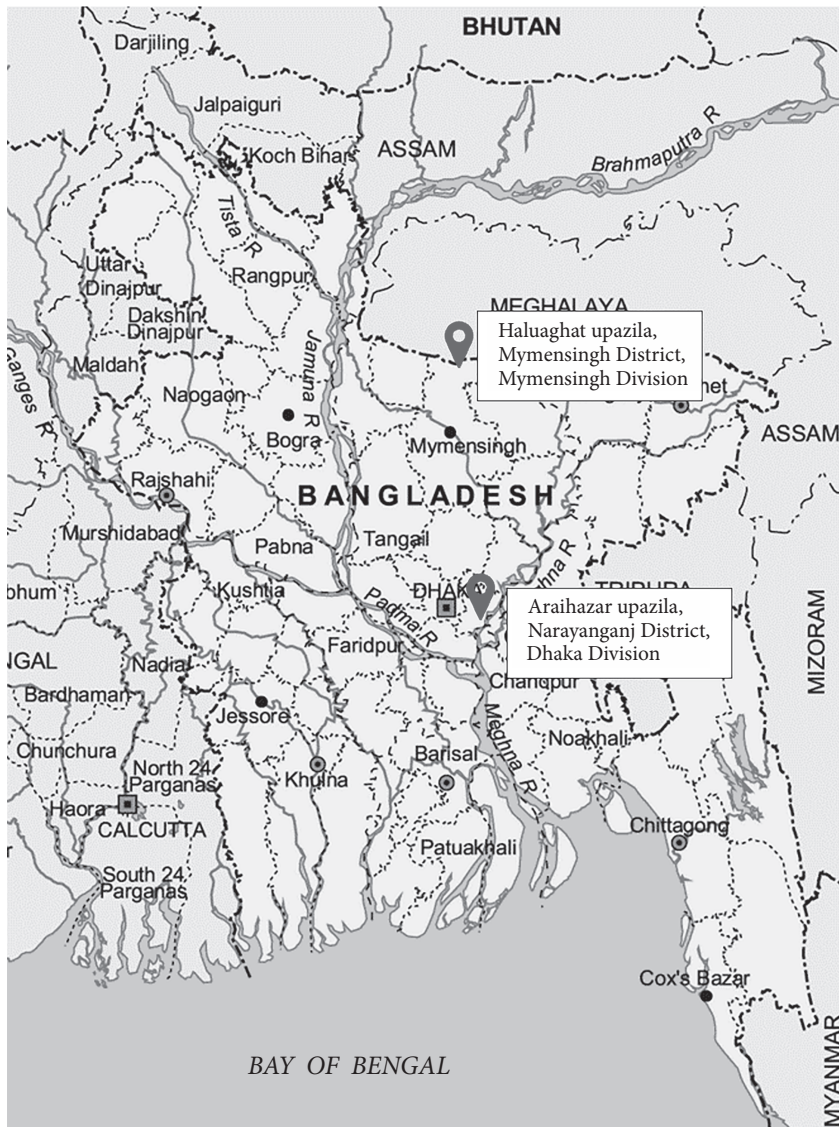 BHUTAN
Darjiling
Jalpaiguri
Koch Bihar
ASSAM
Brahmaputra R
Tista R
Uttar
Dinajpur
Rangpur
MEGHALAYA
Haluaghat upazila,
Mymensingh District,
Mymensingh Division
Dakshin
Dinajpur
Jamuna R
Ganges R
Maldah
Naogaon
Bogra
Mymensingh
ASSAM
Rajshahi
BANGLADESH
Murshidabad
Pabna
Tangail
Kushtia
DHAKA
TRIPURA
Padma R
Araihazar upazila,
Narayanganj District,
Dhaka Division
Faridpur
Nadia
MIZORAM
Chandpur
Bardhaman
Jessore
Meghna R
Noakhali
Chunchura
North 24
Parganas
Khulna
Barisal
Haora
CALCUTTA
Chittagong
Patuakhali
South 24
Parganas
Cox's Bazar
BAY OF BENGAL
MYANMAR